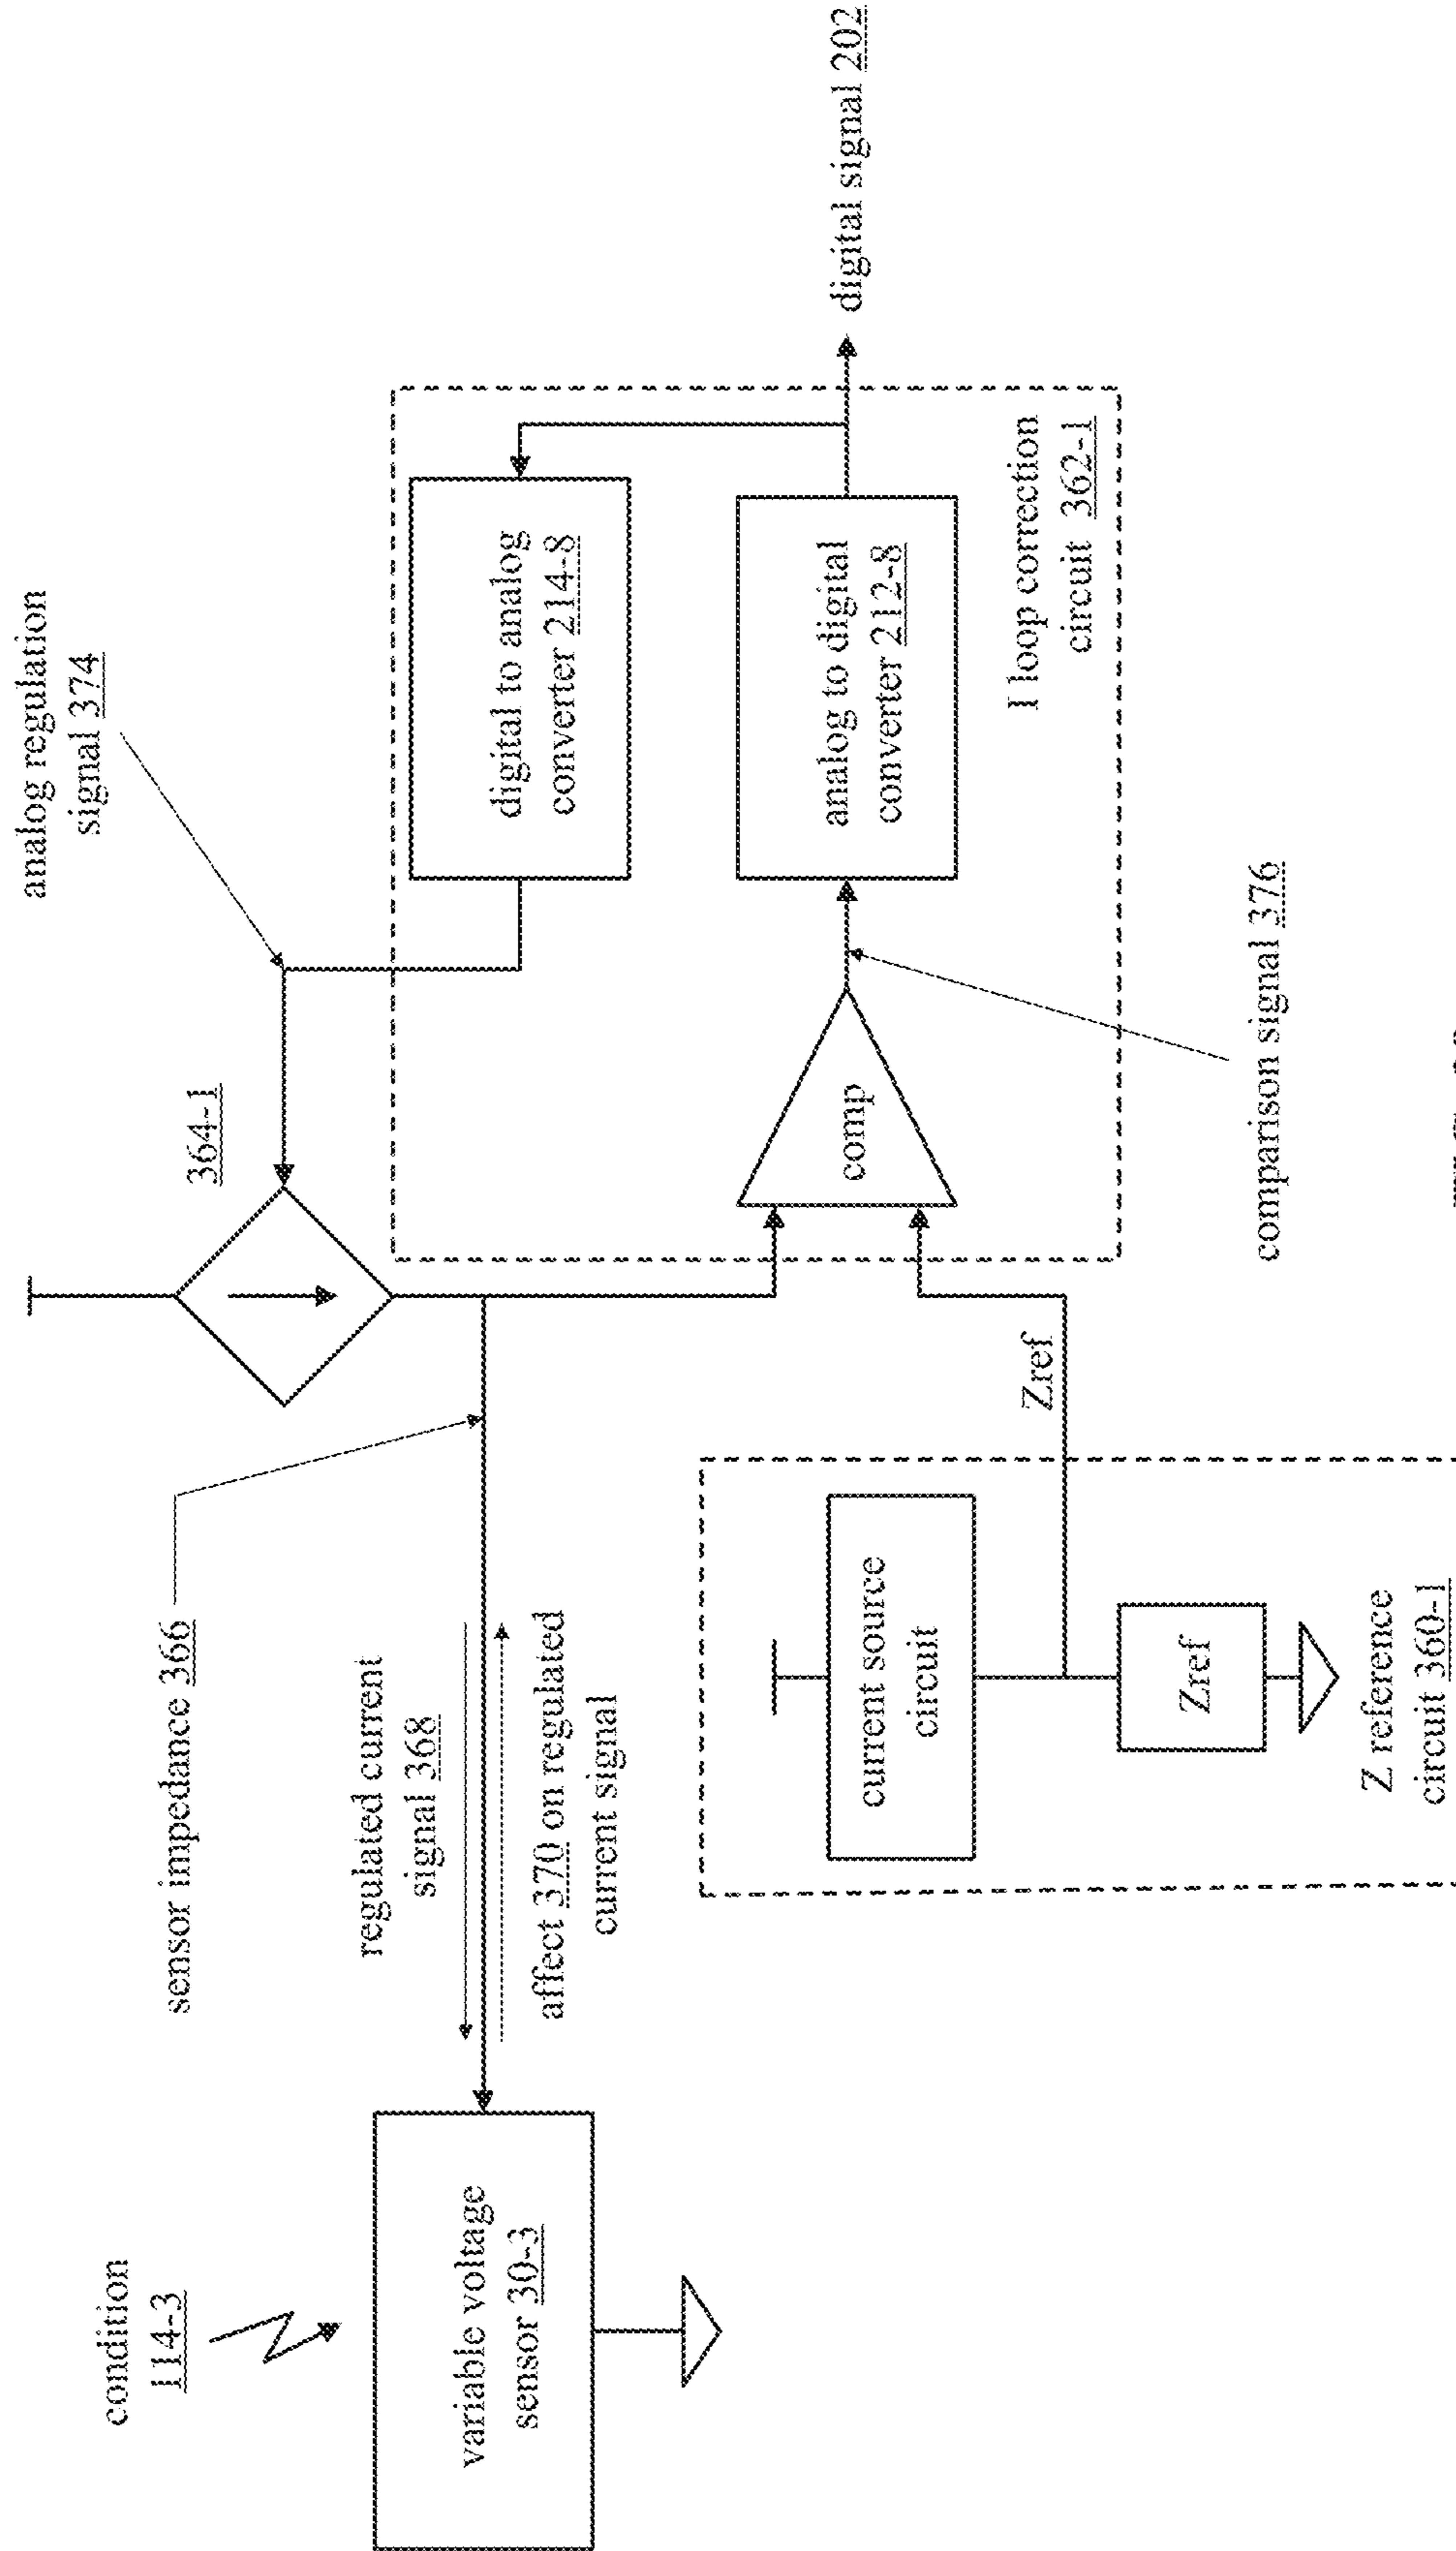 condition
114-3
variable voltage
sensor 30-3
sensor impedance 366
regulated current
signal 368
affect 370 on regulated
current signal
364-1
analog regulation
signal 374
digital to analog
converter 214-8
analog to digital
converter 212-8
comp
I loop correction
circuit 362-1
digital signal 202
comparison signal 376
Zref
current source
circuit
Zref
Z reference
circuit 360-1